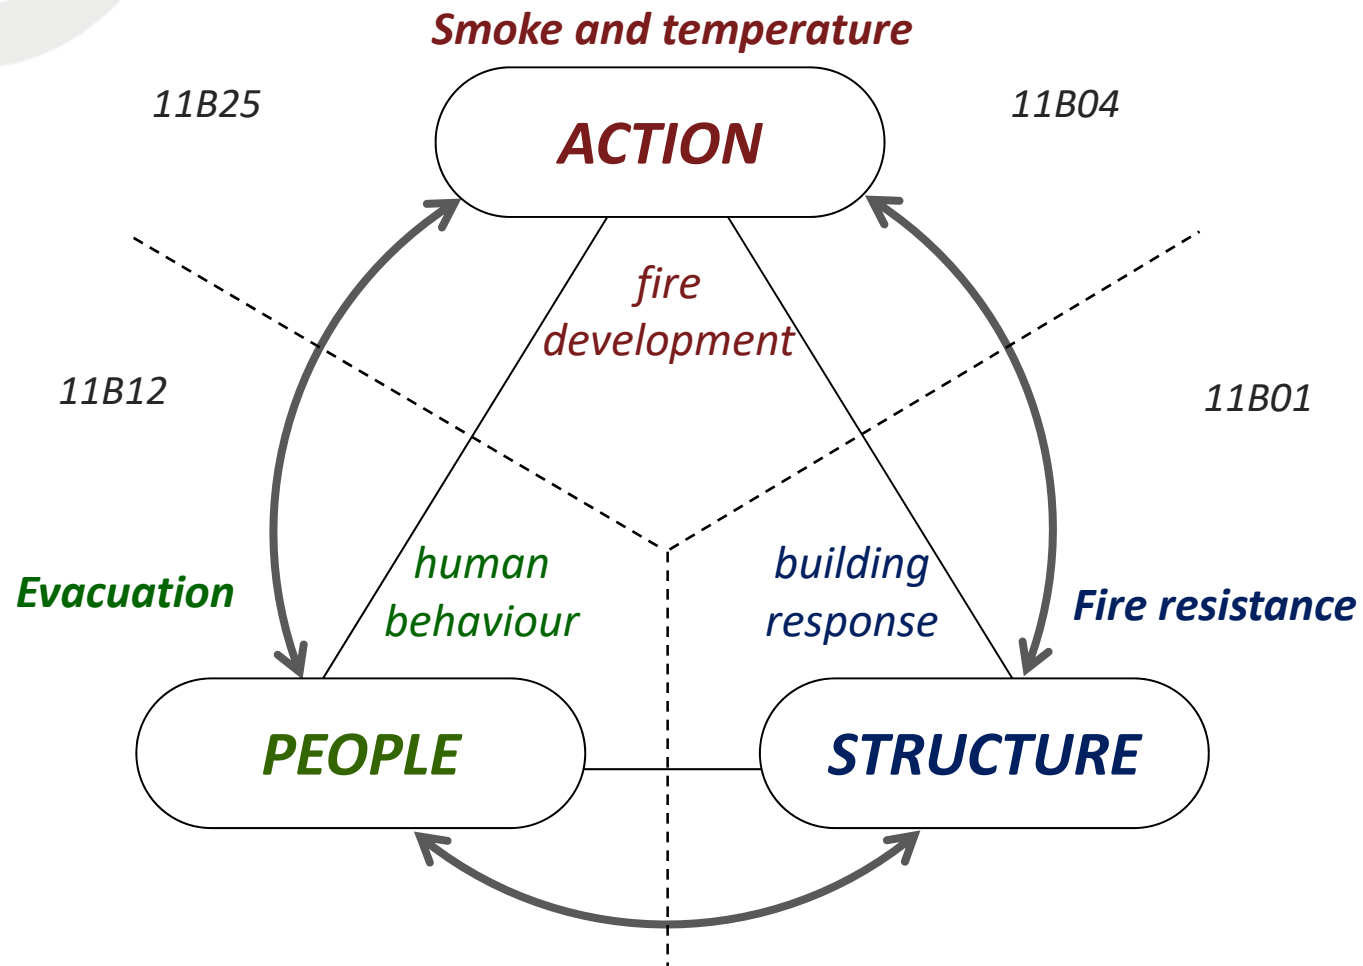 Smoke and temperature
11B25
11B04
ACTION
fire
development
11B12
11B01
human
behaviour
building
response
Evacuation
Fire resistance
PEOPLE
STRUCTURE